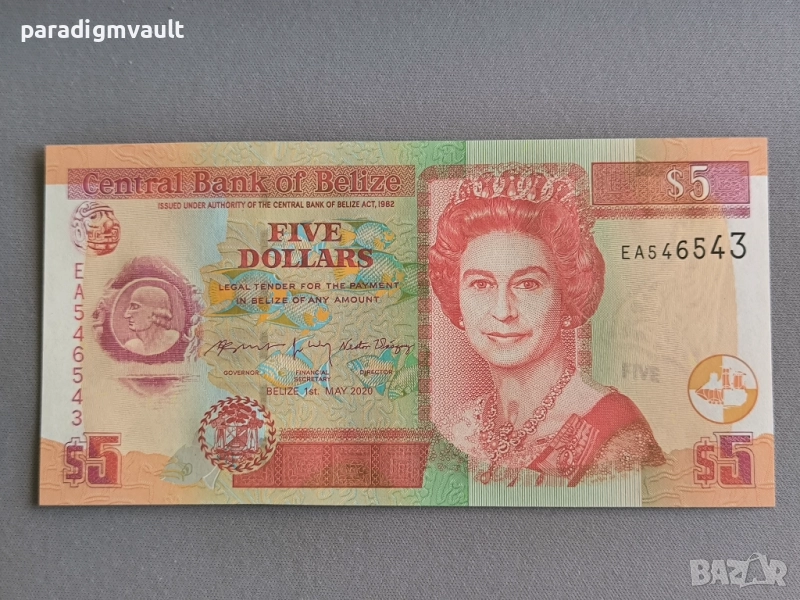 paradigmvault
Central Bank of Belize
$5
ISSUED UNDER AUTHORITY OF THE CENTRAL BANK OF BELIZE ACT, 1982
FIVE
DOLLARS
EA546543
LEGAL TENDER FOR THE PAYMENT
IN BELIZE OF ANY AMOUNT
EA546543
FIVE
GOVERNOR
FINANCIAL
SECRETARY
DIRECTOR
BELIZE 1st. MAY 2020
$5
$5
BAZAR